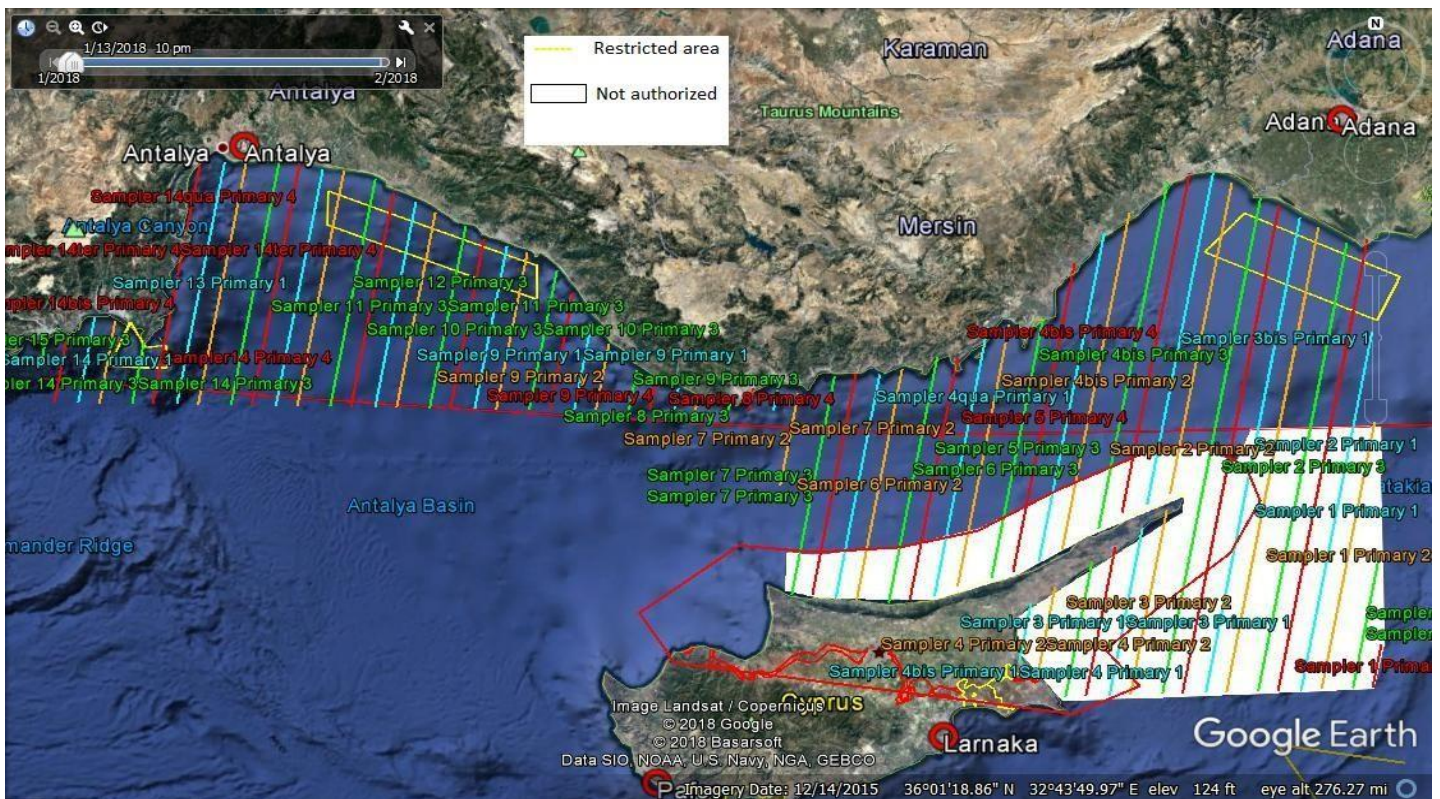 1/13/2018 10 pm
1/2018
2/2018
Restricted area
Not authorized
N
Karaman
Adana
Antalya
Taurus Mountains
Adana
Adana
Antalya
Antalya
Sampler 14qua Primary 4
Antalya Canyon
Mersin
mpler 14ter Primary 4
Sampler 14ter Primary 4
Sampler 13 Primary 1
Sampler 12 Primary 3
mpler 14bis Primary 4
Sampler 11 Primary 3
Sampler 11 Primary 3
Sampler 10 Primary 3
Sampler 10 Primary 3
Sampler 4bis Primary 4
Sampler 3bis Primary 1
er 15 Primary 3
Sampler 14 Primary 1
Sampler14 Primary 4
Sampler 9 Primary 1
Sampler 9 Primary 1
Sampler 4bis Primary 3
pler 14 Primary 3
Sampler 14 Primary 3
Sampler 9 Primary 2
Sampler 9 Primary 3
Sampler 4bis Primary 2
Sampler 9 Primary 4
Sampler 8 Primary 4
Sampler 4qua Primary 1
Sampler 8 Primary 3
Sampler 5 Primary 4
Sampler 7 Primary 2
Sampler 7 Primary 2
Sampler 5 Primary 3
Sampler 2 Primary 2
Sampler 2 Primary 1
Sampler 7 Primary 3
Sampler 6 Primary 3
Sampler 2 Primary 3
Sampler 7 Primary 3
Sampler 6 Primary 2
atakia
Antalya Basin
Sampler 1 Primary 1
mander Ridge
Sampler 1 Primary 2
Sampler 3 Primary 2
Sampler
Sampler 3 Primary 1
Sampler 3 Primary 1
Sampler
Sampler 4 Primary 2
Sampler 4 Primary 2
Sampler 4bis Primary 1
Sampler 4 Primary 1
Sampler 1 Prima
Cyprus
Image Landsat / Copernicus
© 2018 Google
© 2018 Basarsoft
Data SIO, NOAA, U.S. Navy, NGA, GEBCO
Larnaka
Google Earth
Imagery Date: 12/14/2015 36°01'18.86" N 32°43'49.97" E elev 124 ft eye alt 276.27 mi